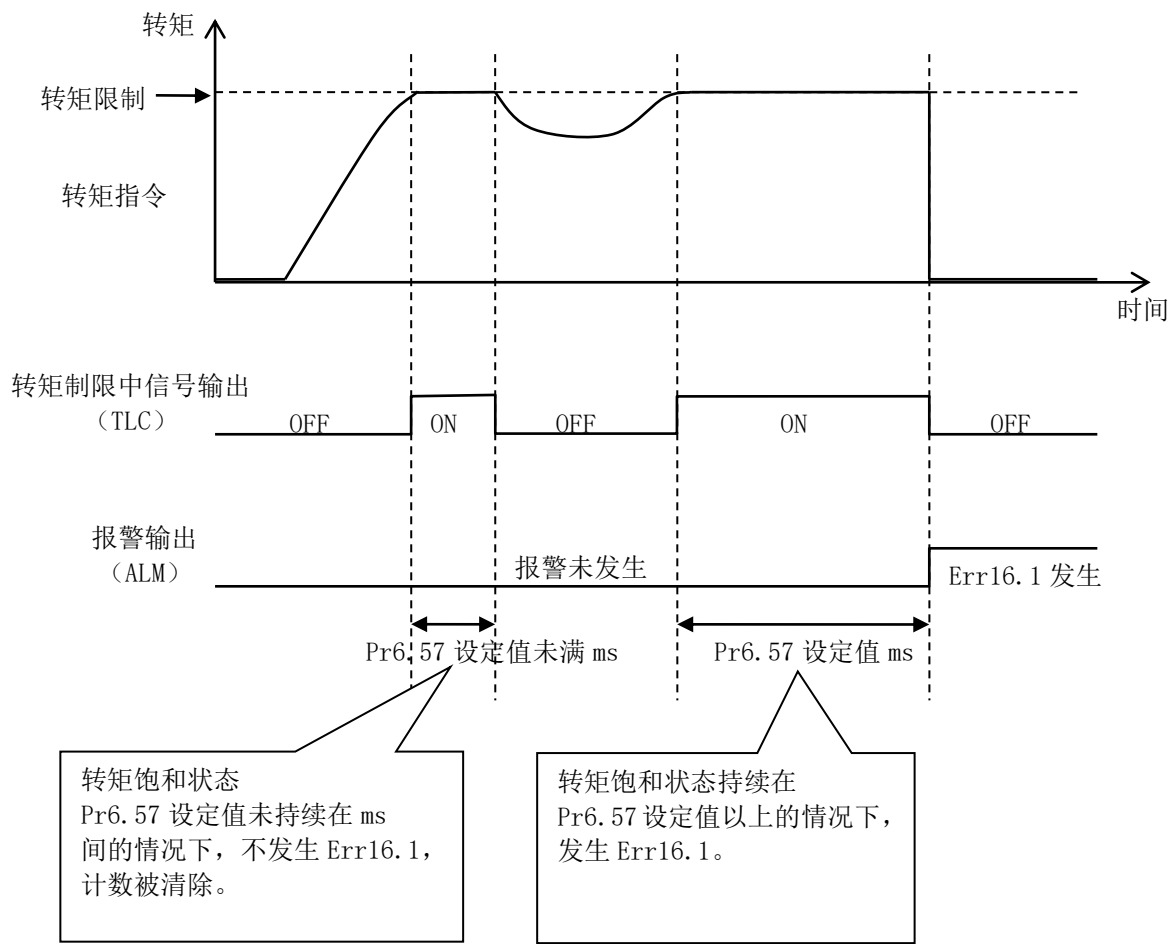 转矩
转矩限制
转矩指令
时间
转矩制限中信号输出
（TLC）
OFF
ON
OFF
ON
OFF
报警输出
（ALM）
报警未发生
Err16.1 发生
Pr6.57 设定值未满 ms
Pr6.57 设定值 ms
转矩饱和状态
Pr6.57 设定值未持续在 ms
间的情况下，不发生 Err16.1，
计数被清除。
转矩饱和状态持续在
Pr6.57 设定值以上的情况下，
发生 Err16.1。